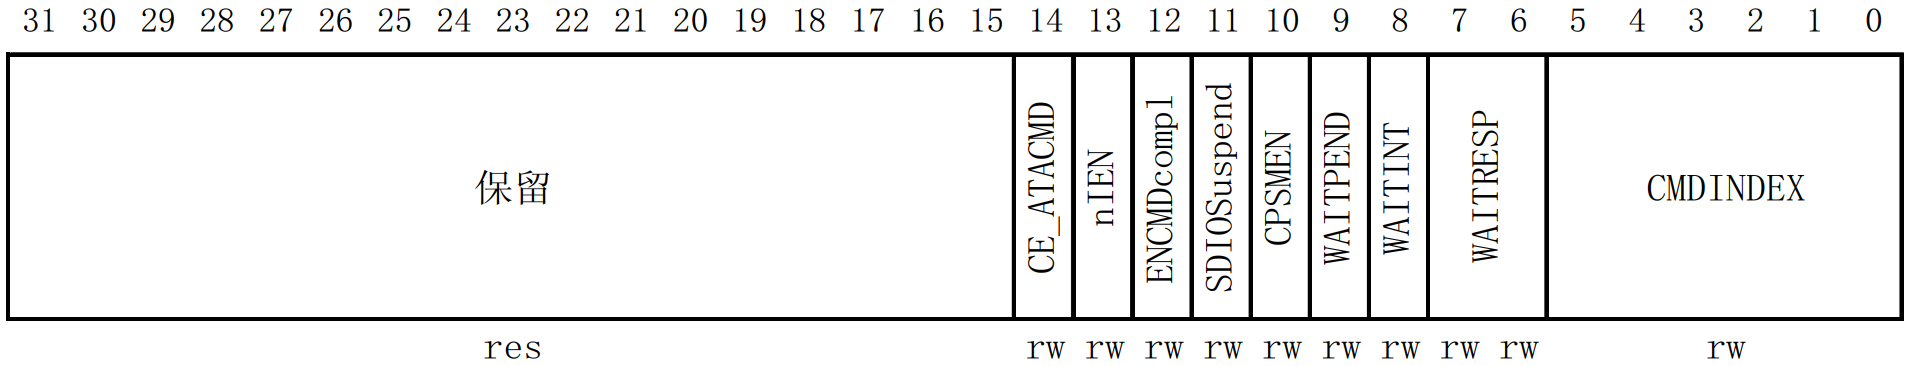 31 30 29 28 27 26 25 24 23 22 21 20 19 18 17 16 15 14 13 12 11 10 9 8 7 6 5 4 3 2 1 0
保留 CE_ATACMD nIEN ENCMDcompl SDIOSuspend CPSMEN WAITPEND WAITINT WAITRESP CMDINDEX
res rw rw rw rw rw rw rw rw rw rw